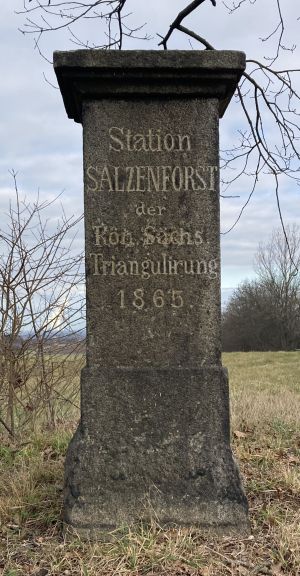 Station
SALZENFORST
der
Kön. Sächs.
Triangulirung
1865.